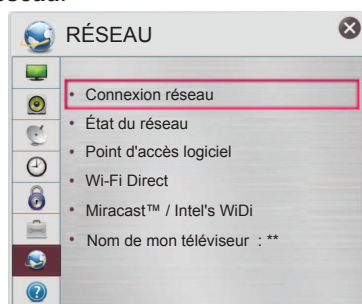 RÉSEAU
• Connexion réseau
• État du réseau
• Point d'accès logiciel
• Wi-Fi Direct
• Miracast™ / Intel's WiDi
• Nom de mon téléviseur : **